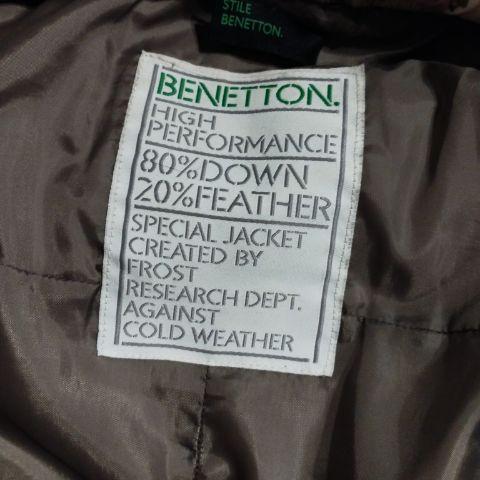 STILE
BENETTON.
BENETTON.
HIGH
PERFORMANCE
80%DOWN
20%FEATHER
SPECIAL JACKET
CREATED BY
FROST
RESEARCH DEPT.
AGAINST
COLD WEATHER